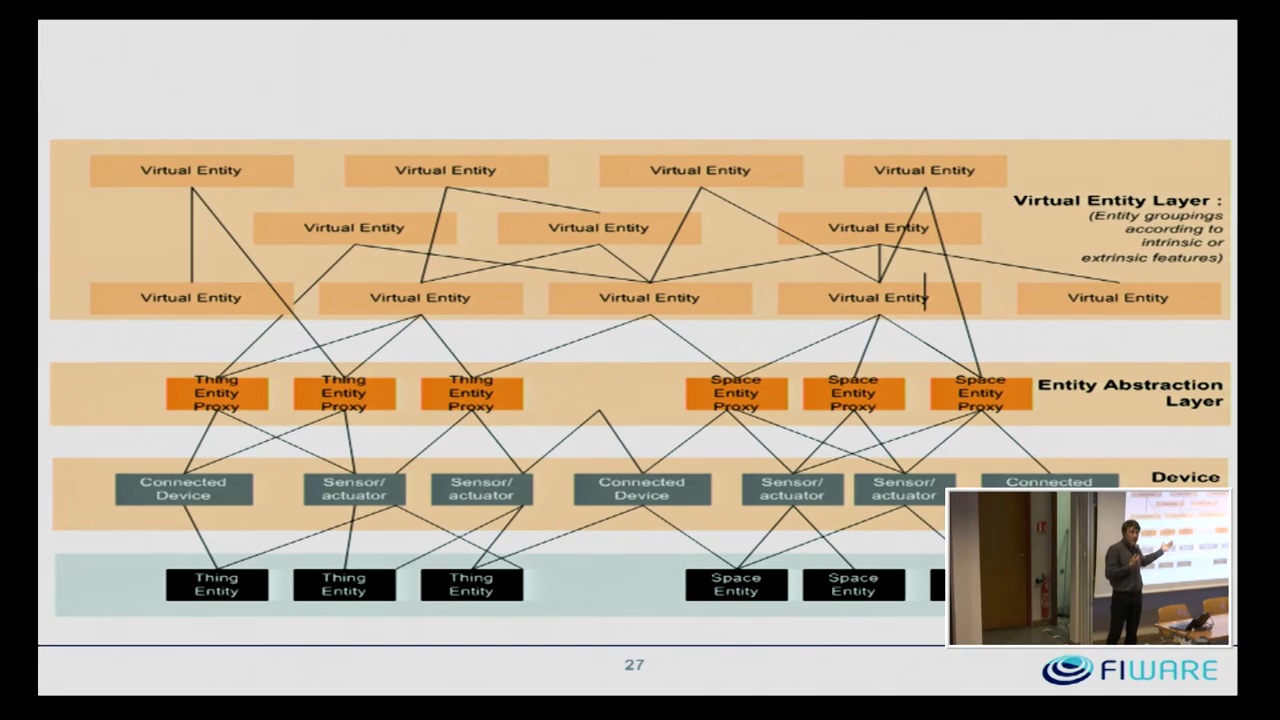 Virtual Entity
Virtual Entity
Virtual Entity
Virtual Entity
Virtual Entity Layer :
(Entity groupings
according to
intrinsic or
extrinsic features)
Virtual Entity
Virtual Entity
Virtual Entity
Virtual Entity
Virtual Entity
Virtual Entity
Virtual Entity
Virtual Entity
Thing
Entity
Proxy
Thing
Entity
Proxy
Thing
Entity
Proxy
Space
Entity
Proxy
Space
Entity
Proxy
Space
Entity
Proxy
Entity Abstraction
Layer
Connected
Device
Sensor/
actuator
Sensor/
actuator
Connected
Device
Sensor/
actuator
Sensor/
actuator
Connected
Device
Thing
Entity
Thing
Entity
Thing
Entity
Space
Entity
Space
Entity
27
FIWARE